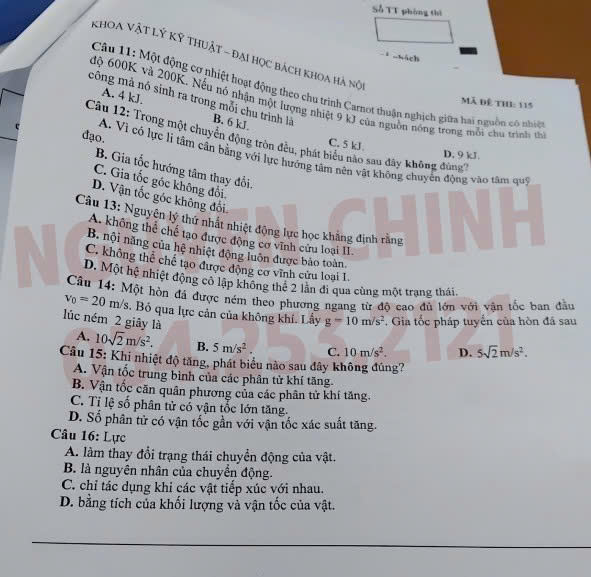 Số TT phòng thi
KHOA VẬT LÝ KỸ THUẬT – ĐẠI HỌC BÁCH KHOA HÀ NỘI
MÃ ĐỀ THI: 115
Câu 11: Một động cơ nhiệt hoạt động theo chu trình Carnot thuận nghịch giữa hai nguồn có nhiệt
độ 600K và 200K. Nếu nó nhận một lượng nhiệt 9 kJ của nguồn nóng trong mỗi chu trình thì
công mà nó sinh ra trong mỗi chu trình là
A. 4 kJ. B. 6 kJ. C. 5 kJ. D. 9 kJ.
Câu 12: Trong một chuyển động tròn đều, phát biểu nào sau đây không đúng?
A. Vì có lực li tâm cân bằng với lực hướng tâm nên vật không chuyển động vào tâm quỹ
đạo.
B. Gia tốc hướng tâm thay đổi.
C. Gia tốc góc không đổi.
D. Vận tốc góc không đổi.
Câu 13: Nguyên lý thứ nhất nhiệt động lực học khẳng định rằng
A. không thể chế tạo được động cơ vĩnh cửu loại II.
B. nội năng của hệ nhiệt động luôn được bảo toàn.
C. không thể chế tạo được động cơ vĩnh cửu loại I.
D. Một hệ nhiệt động cô lập không thể 2 lần đi qua cùng một trạng thái.
Câu 14: Một hòn đá được ném theo phương ngang từ độ cao đủ lớn với vận tốc ban đầu
v₀ = 20 m/s. Bỏ qua lực cản của không khí. Lấy g = 10 m/s². Gia tốc pháp tuyến của hòn đá sau
lúc ném 2 giây là
A. 10√2 m/s². B. 5 m/s². C. 10 m/s². D. 5√2 m/s².
Câu 15: Khi nhiệt độ tăng, phát biểu nào sau đây không đúng?
A. Vận tốc trung bình của các phân tử khí tăng.
B. Vận tốc căn quân phương của các phân tử khí tăng.
C. Tỉ lệ số phân tử có vận tốc lớn tăng.
D. Số phân tử có vận tốc gần với vận tốc xác suất tăng.
Câu 16: Lực
A. làm thay đổi trạng thái chuyển động của vật.
B. là nguyên nhân của chuyển động.
C. chỉ tác dụng khi các vật tiếp xúc với nhau.
D. bằng tích của khối lượng và vận tốc của vật.